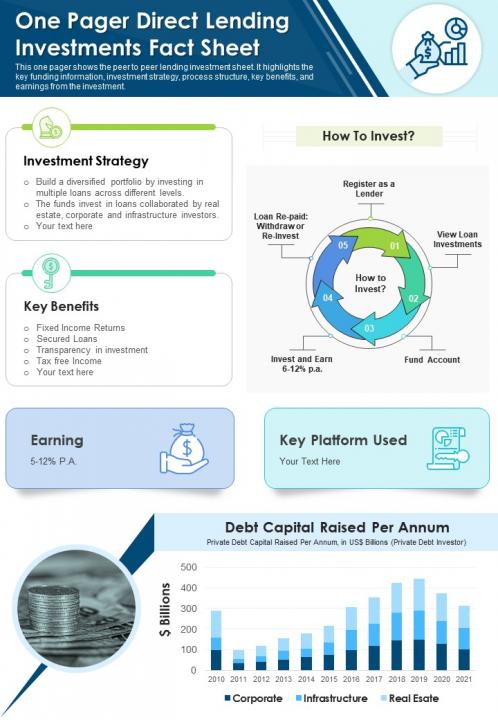 One Pager Direct Lending
Investments Fact Sheet
This one pager shows the peer to peer lending investment sheet. It highlights the
key funding information, investment strategy, process structure, key benefits, and
earnings from the investment.
Investment Strategy
o Build a diversified portfolio by investing in
multiple loans across different levels.
o The funds invest in loans collaborated by real
estate, corporate and infrastructure investors.
o Your text here
Key Benefits
o Fixed Income Returns
o Secured Loans
o Transparency in investment
o Tax free Income
o Your text here
How To Invest?
Register as a
Lender
Loan Re-paid:
Withdraw or
Re-Invest
View Loan
Investments
05
01
How to
Invest?
04
02
03
Invest and Earn
6-12% p.a.
Fund Account
Earning
5-12% P.A.
Key Platform Used
Your Text Here
Debt Capital Raised Per Annum
Private Debt Capital Raised Per Annum, in US$ Billions (Private Debt Investor)
$ Billions
500
400
300
200
100
0
2010 2011 2012 2013 2014 2015 2016 2017 2018 2019 2020 2021
Corporate Infrastructure Real Esate